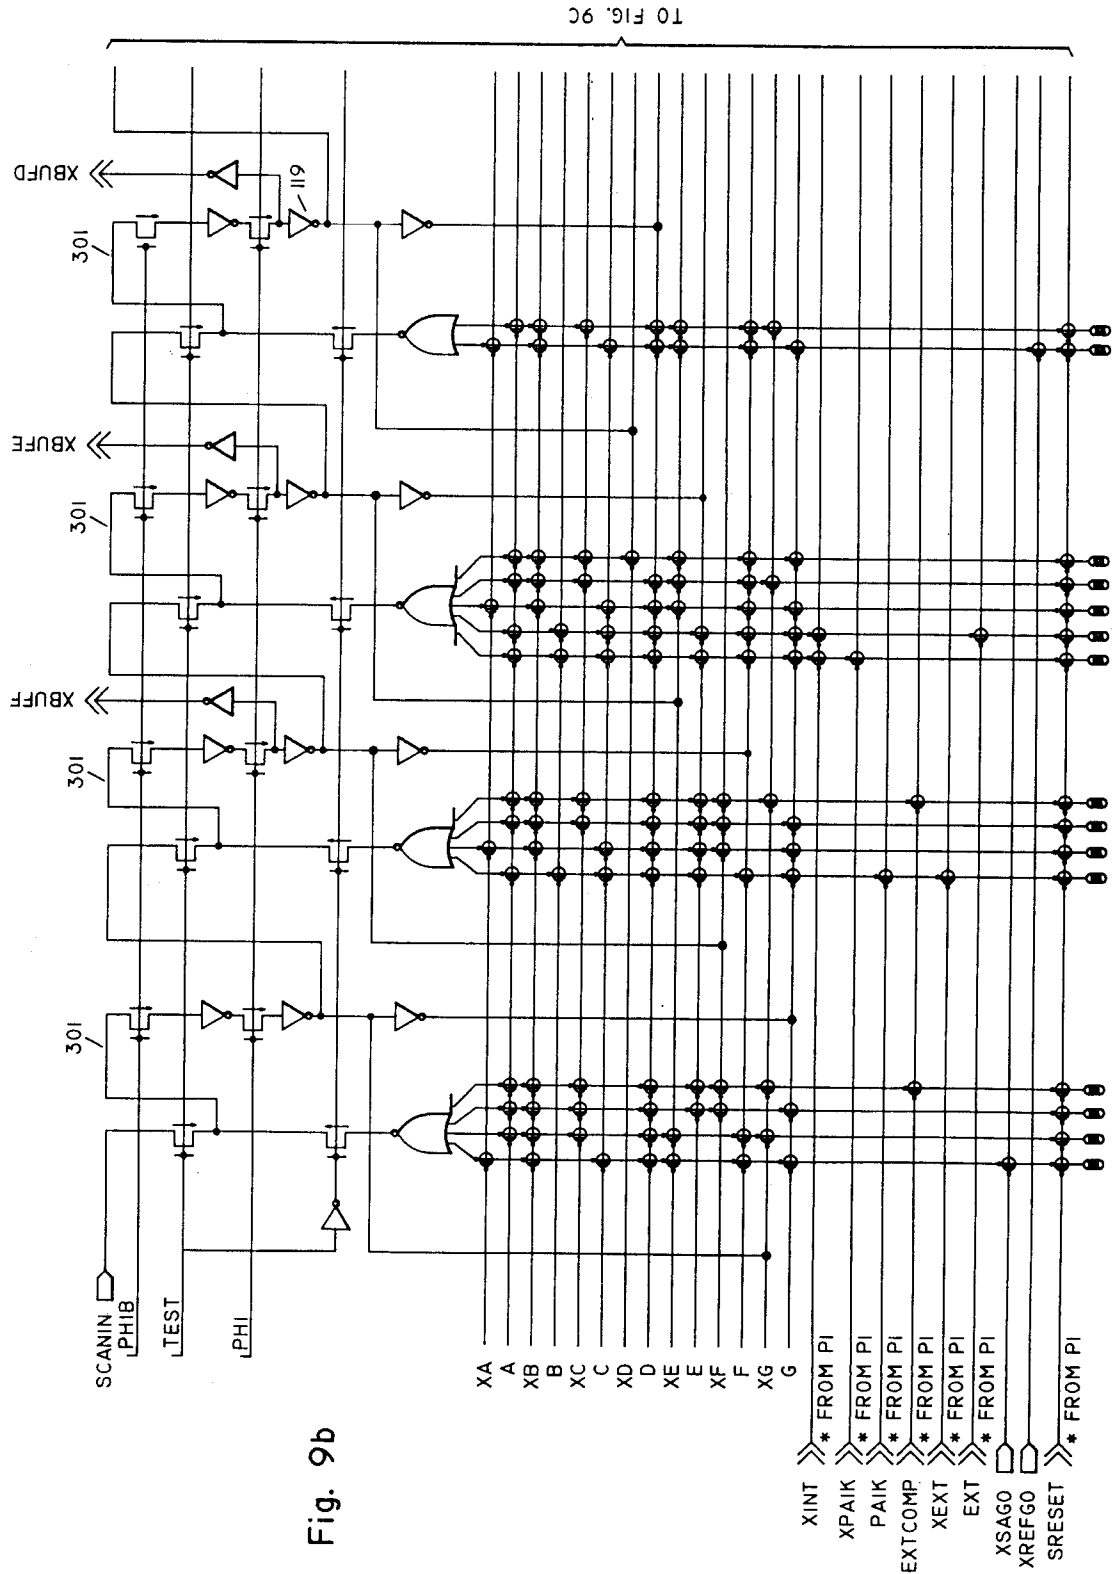 TO FIG. 9C
XBUFD
XBUFE
XBUFF
301
301
301
301
119
SCANIN
PHIB
TEST
PHI
Fig. 9b
XA
A
XB
B
XC
C
XD
D
XE
E
XF
F
XG
G
XINT
* FROM PI
XPAIK
* FROM PI
PAIK
* FROM PI
EXTCOMP
* FROM PI
XEXT
* FROM PI
EXT
* FROM PI
XSAGO
XREFGO
SRESET
* FROM PI